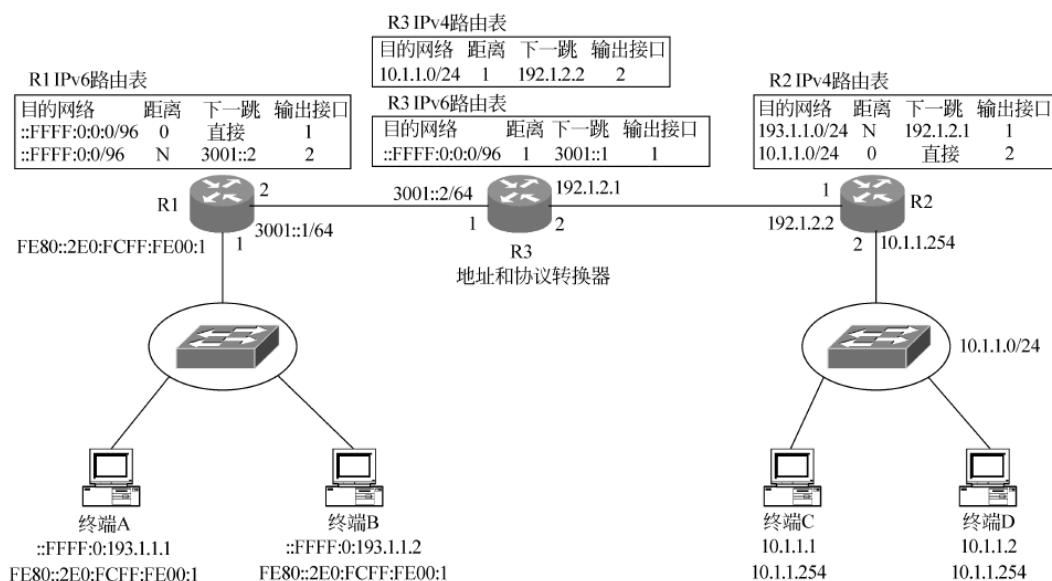 R3 IPv4路由表
目的网络 距离 下一跳 输出接口
10.1.1.0/24 1 192.1.2.2 2
R1 IPv6路由表
目的网络 距离 下一跳 输出接口
::FFFF:0:0:0/96 0 直接 1
::FFFF:0:0/96 N 3001::2 2
R3 IPv6路由表
目的网络 距离 下一跳 输出接口
::FFFF:0:0:0/96 1 3001::1 1
R2 IPv4路由表
目的网络 距离 下一跳 输出接口
193.1.1.0/24 N 192.1.2.1 1
10.1.1.0/24 0 直接 2
R1
2
3001::1/64
1
FE80::2E0:FCFF:FE00:1
3001::2/64
192.1.2.1
1
2
R3
地址和协议转换器
1
R2
192.1.2.2
2
10.1.1.254
10.1.1.0/24
终端A
::FFFF:0:193.1.1.1
FE80::2E0:FCFF:FE00:1
终端B
::FFFF:0:193.1.1.2
FE80::2E0:FCFF:FE00:1
终端C
10.1.1.1
10.1.1.254
终端D
10.1.1.2
10.1.1.254